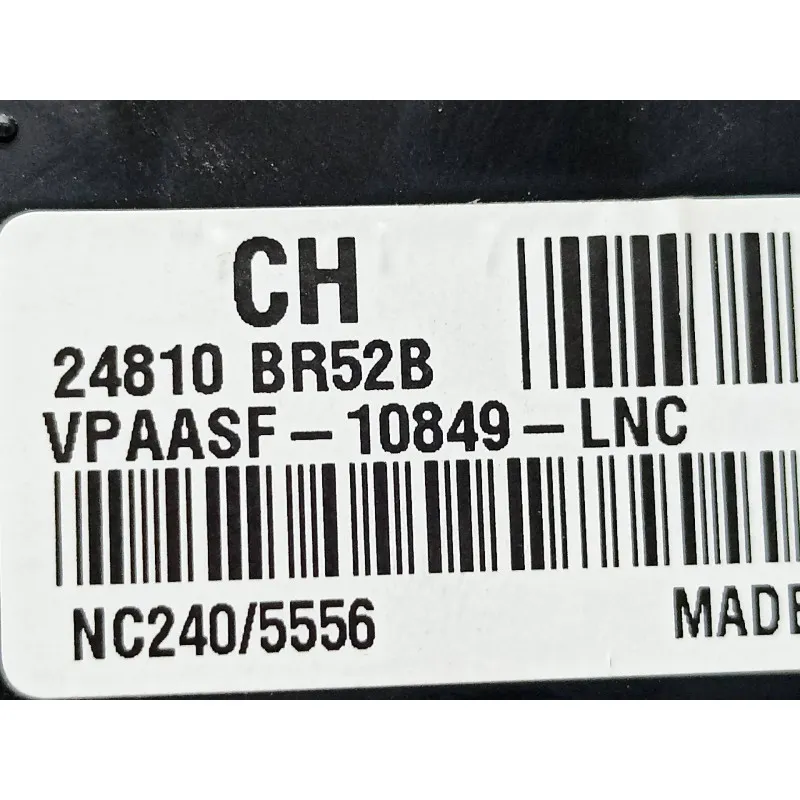 CH
24810 BR52B
VPAASF-10849-LNC
NC240/5556
MADE